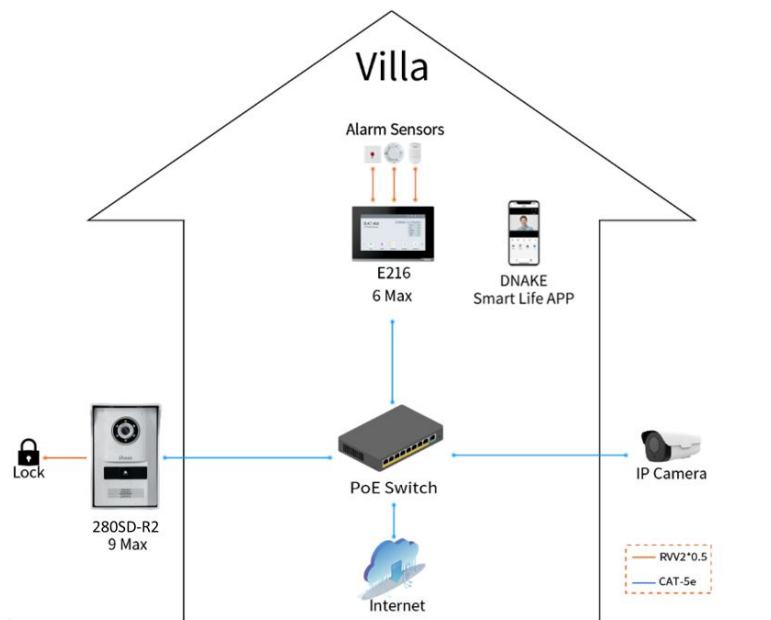 Villa
Alarm Sensors
E216
6 Max
DNAKE
Smart Life APP
Lock
280SD-R2
9 Max
PoE Switch
IP Camera
Internet
RVV2*0.5
CAT-5e